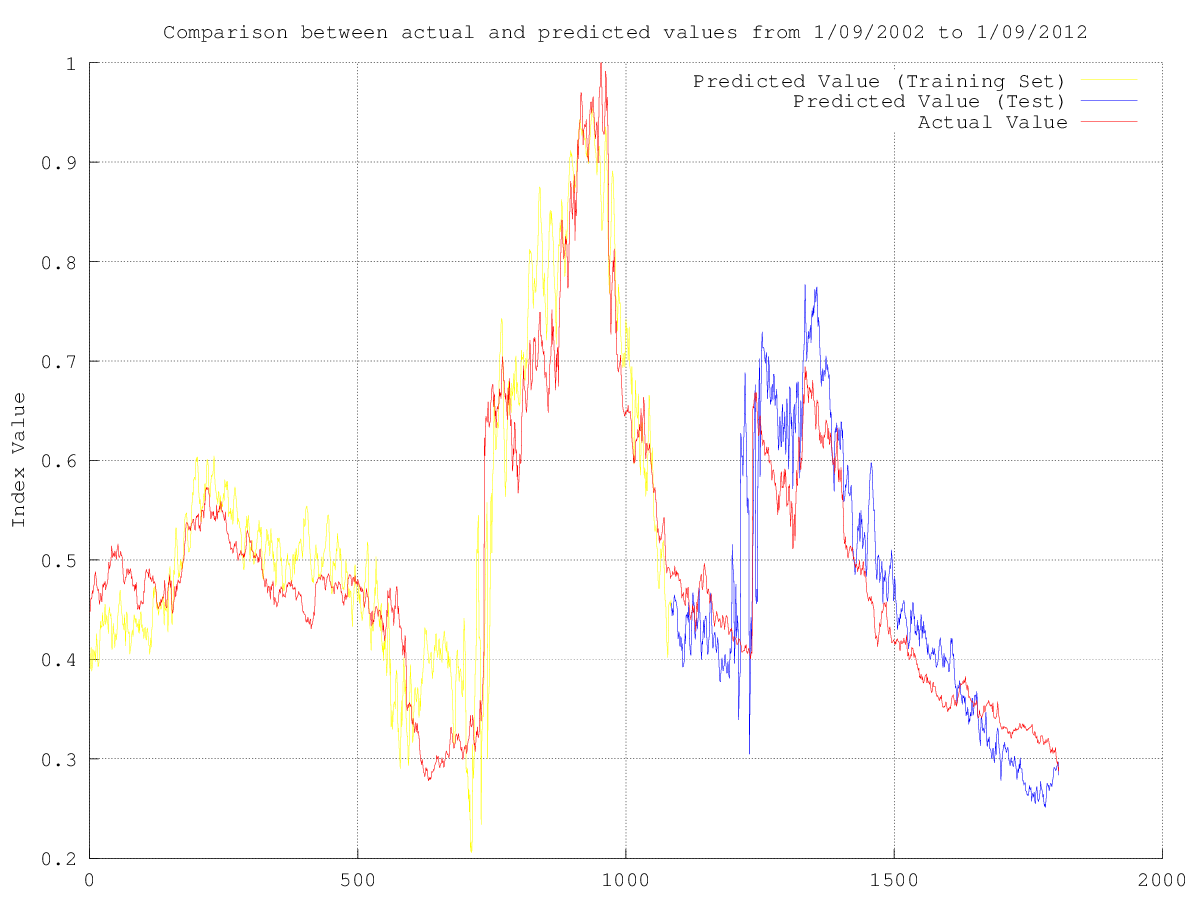 Comparison between actual and predicted values from 1/09/2002 to 1/09/2012
Predicted Value (Training Set)
Predicted Value (Test)
Actual Value
Index Value
1
0.9
0.8
0.7
0.6
0.5
0.4
0.3
0.2
0
500
1000
1500
2000